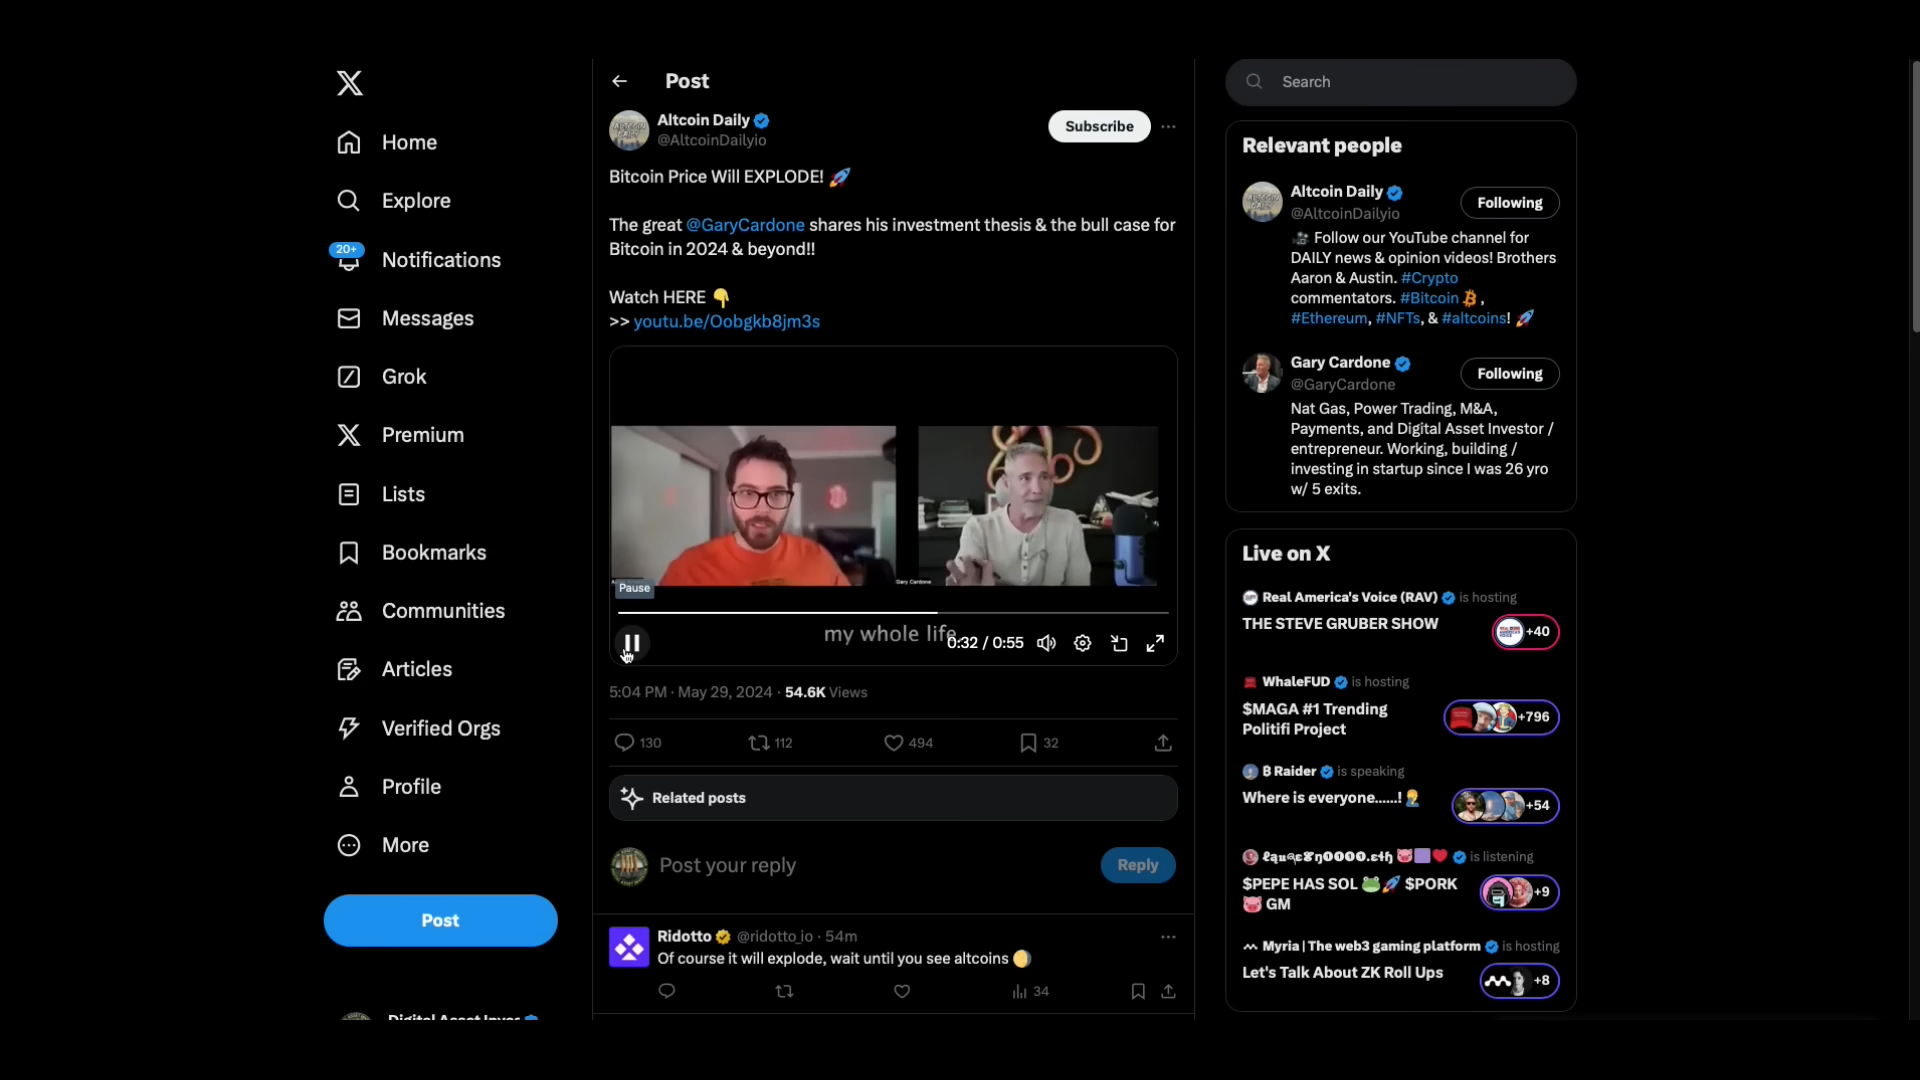 Home
Explore
20+
Notifications
Messages
Grok
Premium
Lists
Bookmarks
Communities
Articles
Verified Orgs
Profile
More
Post
Post
Altcoin Daily
@AltcoinDailyio
Subscribe
Bitcoin Price Will EXPLODE! 🚀
The great @GaryCardone shares his investment thesis & the bull case for
Bitcoin in 2024 & beyond!!
Watch HERE 👇
>> youtu.be/Oobgkb8jm3s
Gary Cardone
Pause
my whole life
0:32 / 0:55
5:04 PM · May 29, 2024 · 54.6K Views
130 112 494 32
Related posts
Post your reply
Reply
Ridotto @ridotto_io · 54m
Of course it will explode, wait until you see altcoins 🌖
34
Search
Relevant people
Altcoin Daily
@AltcoinDailyio
Following
🎥 Follow our YouTube channel for
DAILY news & opinion videos! Brothers
Aaron & Austin. #Crypto
commentators. #Bitcoin ,
#Ethereum, #NFTs, & #altcoins! 🚀
Gary Cardone
@GaryCardone
Following
Nat Gas, Power Trading, M&A,
Payments, and Digital Asset Investor /
entrepreneur. Working, building /
investing in startup since I was 26 yro
w/ 5 exits.
Live on X
Real America's Voice (RAV) is hosting
THE STEVE GRUBER SHOW
+40
WhaleFUD is hosting
$MAGA #1 Trending
Politifi Project
+796
₿ Raider is speaking
Where is everyone......! 🤦‍♂️
+54
is listening
$PEPE HAS SOL 🐸🚀 $PORK
🐷 GM
+9
Myria | The web3 gaming platform is hosting
Let's Talk About ZK Roll Ups
+8